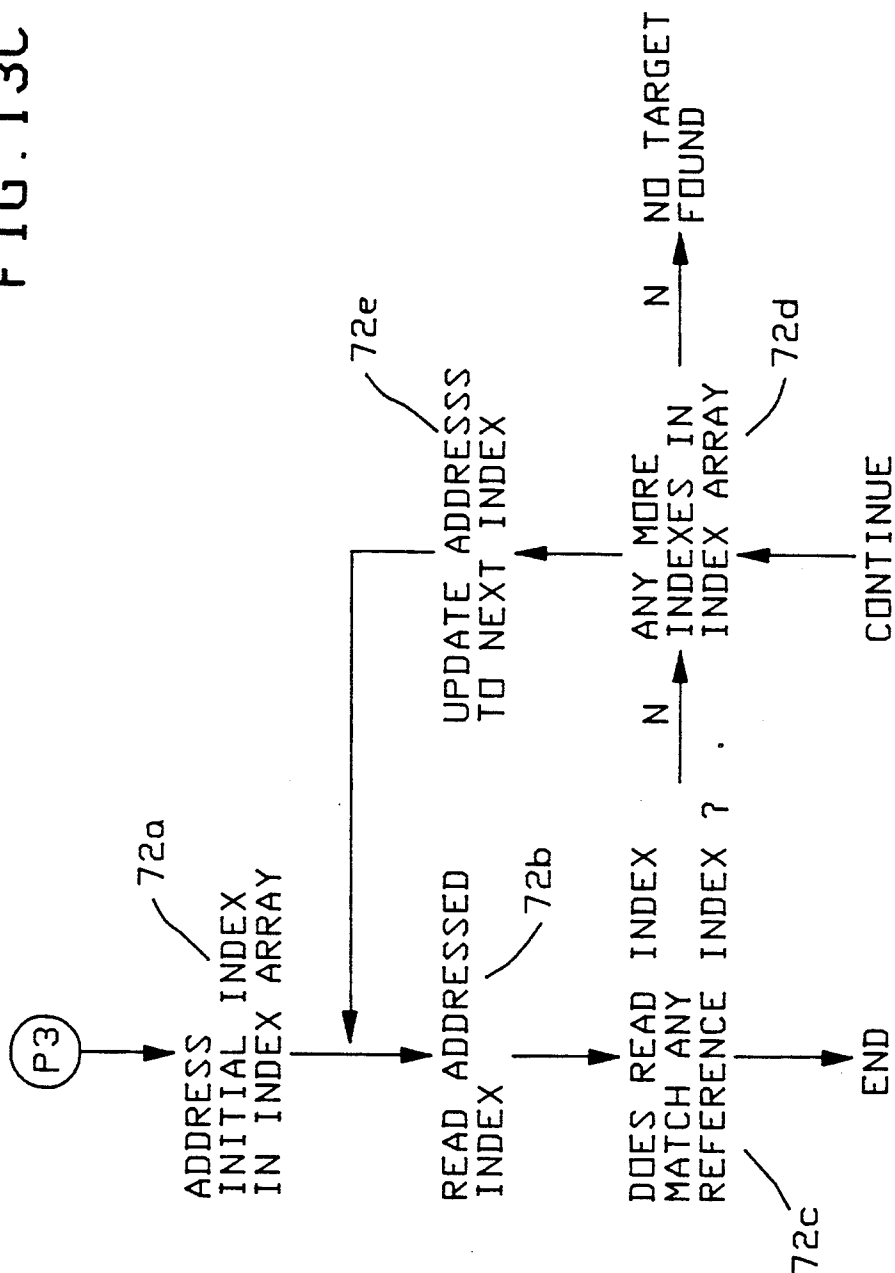 FIG.13C
P3
ADDRESS
INITIAL INDEX
IN INDEX ARRAY
72a
READ ADDRESSED
INDEX
72b
DOES READ INDEX
MATCH ANY
REFERENCE INDEX ?
72c
END
N
UPDATE ADDRESSS
TO NEXT INDEX
72e
ANY MORE
INDEXES IN
INDEX ARRAY
72d
CONTINUE
N
NO TARGET
FOUND